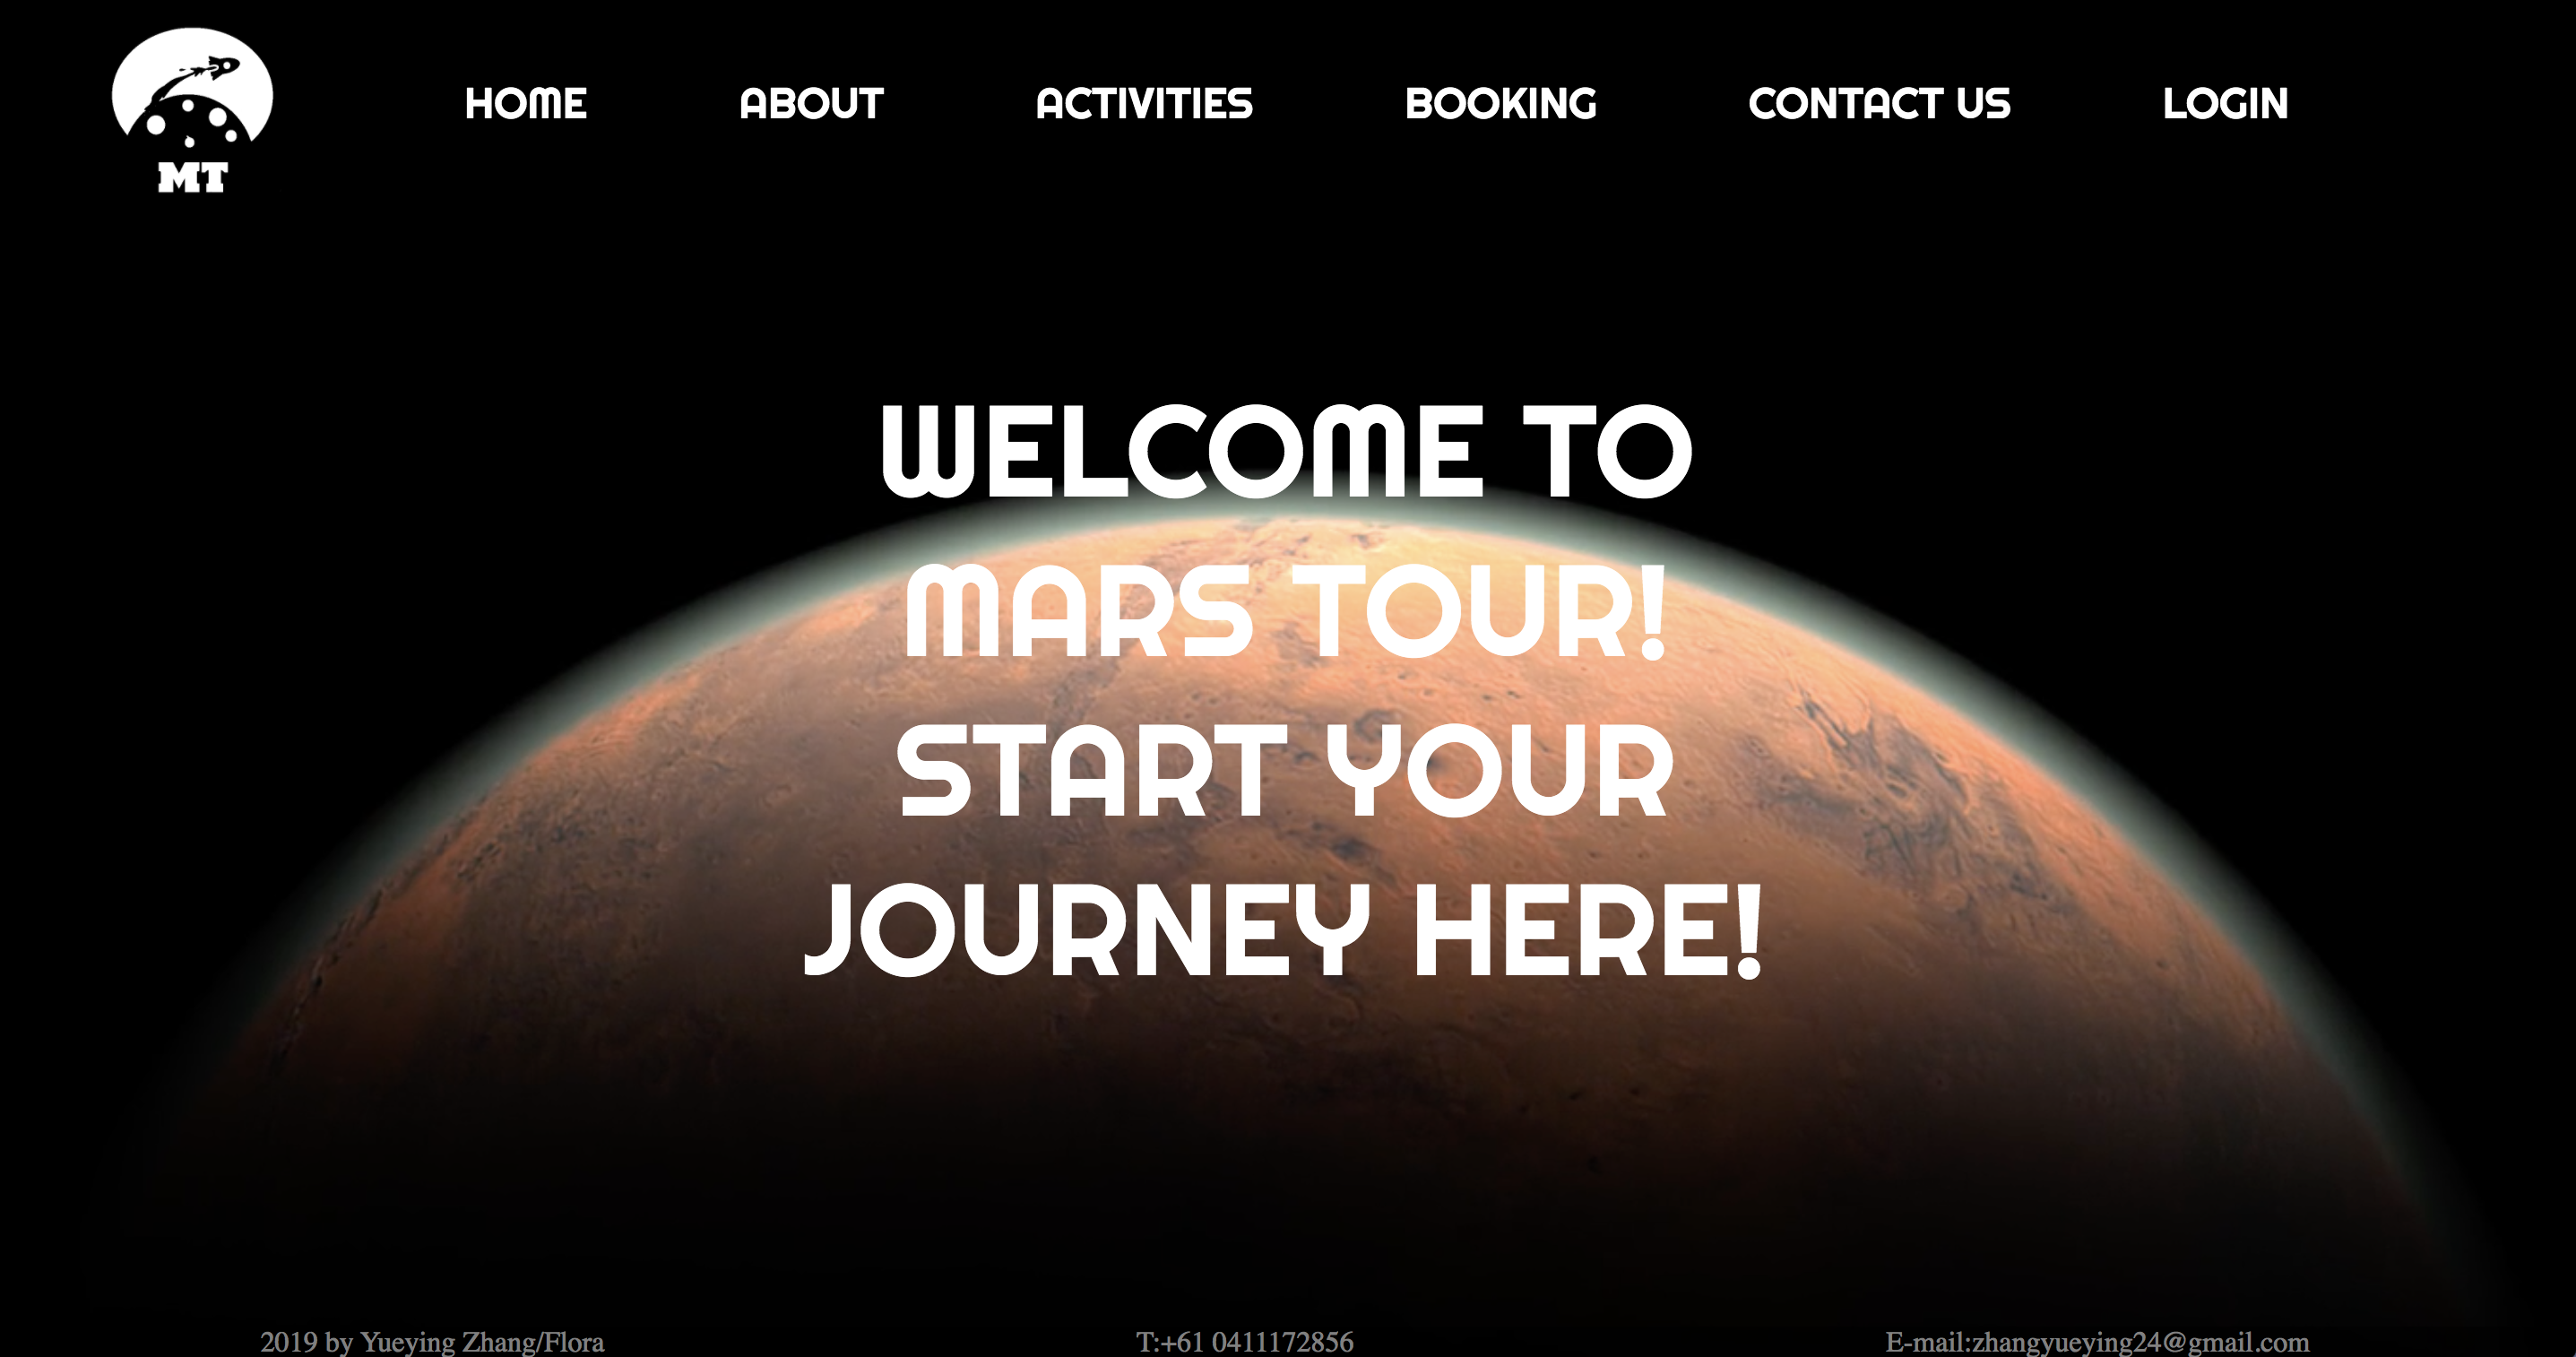 MT
HOME ABOUT ACTIVITIES BOOKING CONTACT US LOGIN
WELCOME TO
MARS TOUR!
START YOUR
JOURNEY HERE!
2019 by Yueying Zhang/Flora T:+61 0411172856 E-mail:zhangyueying24@gmail.com